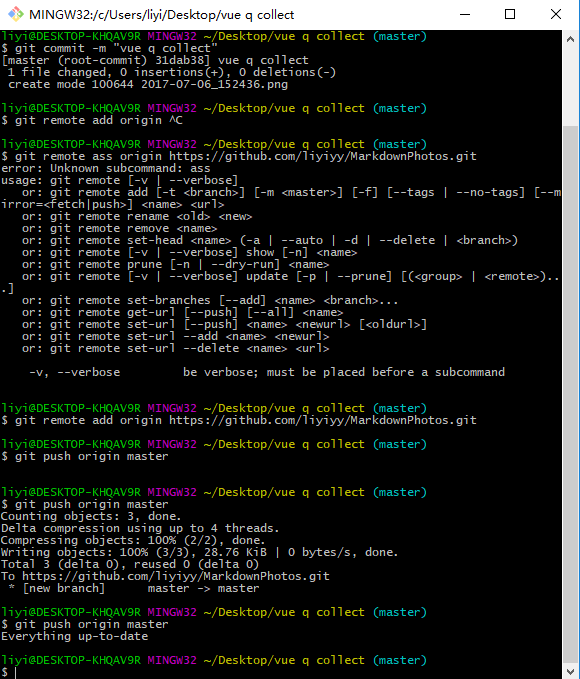 MINGW32:/c/Users/liyi/Desktop/vue q collect
liyi@DESKTOP-KHQAV9R MINGW32 ~/Desktop/vue q collect (master)
$ git commit -m "vue q collect"
[master (root-commit) 31dab38] vue q collect
 1 file changed, 0 insertions(+), 0 deletions(-)
 create mode 100644 2017-07-06_152436.png
liyi@DESKTOP-KHQAV9R MINGW32 ~/Desktop/vue q collect (master)
$ git remote add origin ^C
liyi@DESKTOP-KHQAV9R MINGW32 ~/Desktop/vue q collect (master)
$ git remote ass origin https://github.com/liyiyy/MarkdownPhotos.git
error: Unknown subcommand: ass
usage: git remote [-v | --verbose]
   or: git remote add [-t <branch>] [-m <master>] [-f] [--tags | --no-tags] [--m
irror=<fetch|push>] <name> <url>
   or: git remote rename <old> <new>
   or: git remote remove <name>
   or: git remote set-head <name> (-a | --auto | -d | --delete | <branch>)
   or: git remote [-v | --verbose] show [-n] <name>
   or: git remote prune [-n | --dry-run] <name>
   or: git remote [-v | --verbose] update [-p | --prune] [(<group> | <remote>)..
.]
   or: git remote set-branches [--add] <name> <branch>...
   or: git remote get-url [--push] [--all] <name>
   or: git remote set-url [--push] <name> <newurl> [<oldurl>]
   or: git remote set-url --add <name> <newurl>
   or: git remote set-url --delete <name> <url>
    -v, --verbose         be verbose; must be placed before a subcommand
liyi@DESKTOP-KHQAV9R MINGW32 ~/Desktop/vue q collect (master)
$ git remote add origin https://github.com/liyiyy/MarkdownPhotos.git
liyi@DESKTOP-KHQAV9R MINGW32 ~/Desktop/vue q collect (master)
$ git push origin master
liyi@DESKTOP-KHQAV9R MINGW32 ~/Desktop/vue q collect (master)
$ git push origin master
Counting objects: 3, done.
Delta compression using up to 4 threads.
Compressing objects: 100% (2/2), done.
Writing objects: 100% (3/3), 28.76 KiB | 0 bytes/s, done.
Total 3 (delta 0), reused 0 (delta 0)
To https://github.com/liyiyy/MarkdownPhotos.git
 * [new branch]      master -> master
liyi@DESKTOP-KHQAV9R MINGW32 ~/Desktop/vue q collect (master)
$ git push origin master
Everything up-to-date
liyi@DESKTOP-KHQAV9R MINGW32 ~/Desktop/vue q collect (master)
$